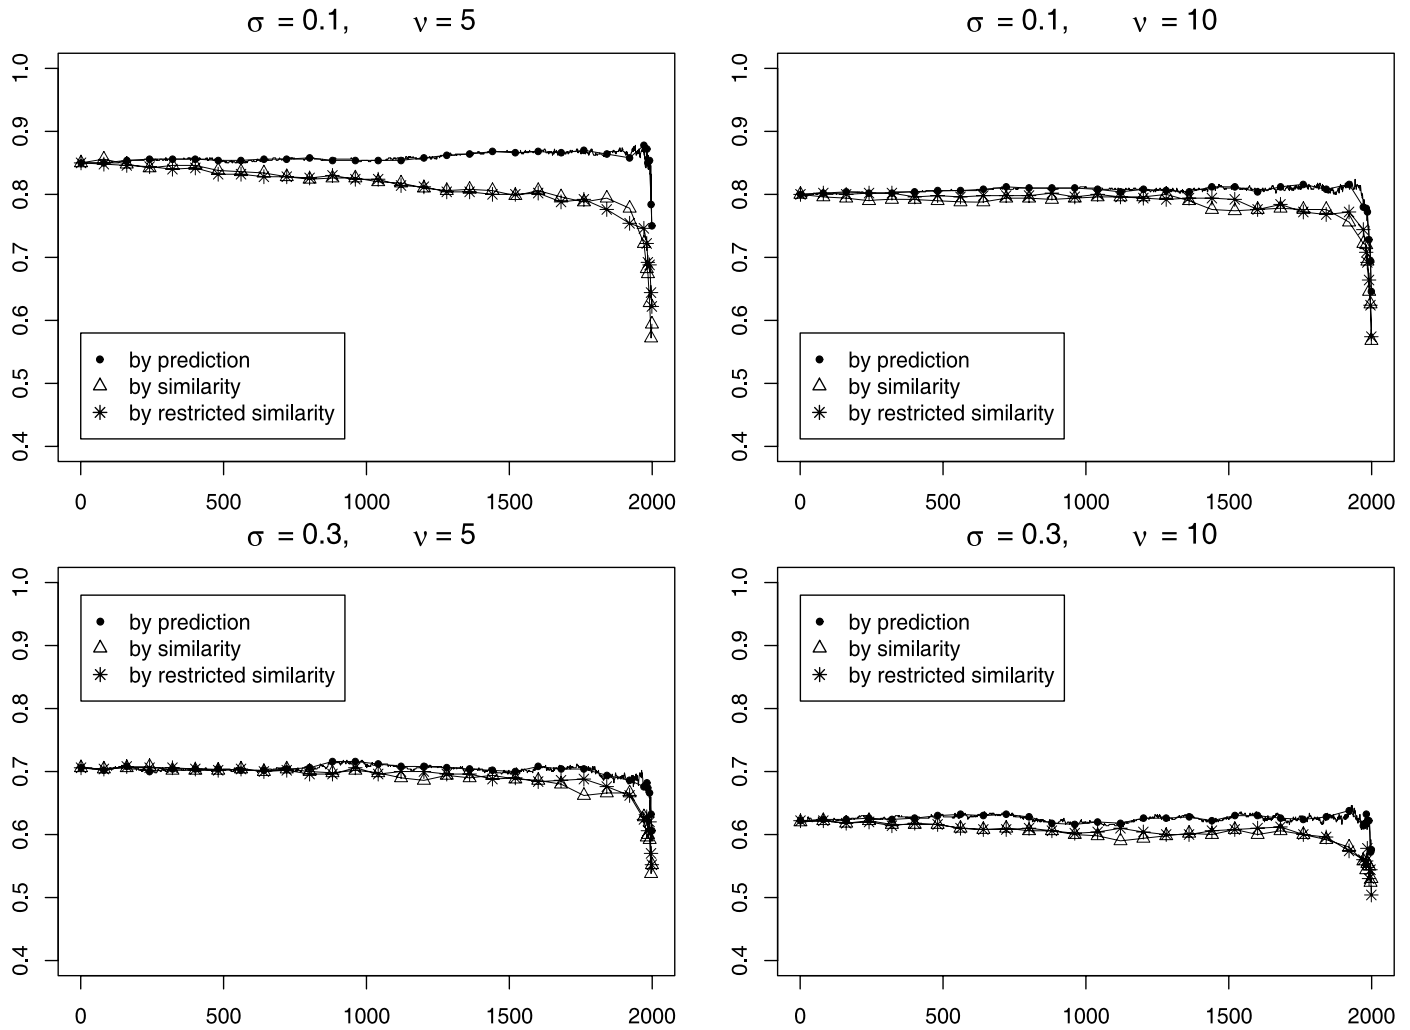 σ = 0.1, ν = 5
1.0
0.9
0.8
0.7
0.6
0.5
0.4
by prediction
by similarity
by restricted similarity
0 500 1000 1500 2000
σ = 0.1, ν = 10
1.0
0.9
0.8
0.7
0.6
0.5
0.4
by prediction
by similarity
by restricted similarity
0 500 1000 1500 2000
σ = 0.3, ν = 5
1.0
0.9
0.8
0.7
0.6
0.5
0.4
by prediction
by similarity
by restricted similarity
0 500 1000 1500 2000
σ = 0.3, ν = 10
1.0
0.9
0.8
0.7
0.6
0.5
0.4
by prediction
by similarity
by restricted similarity
0 500 1000 1500 2000